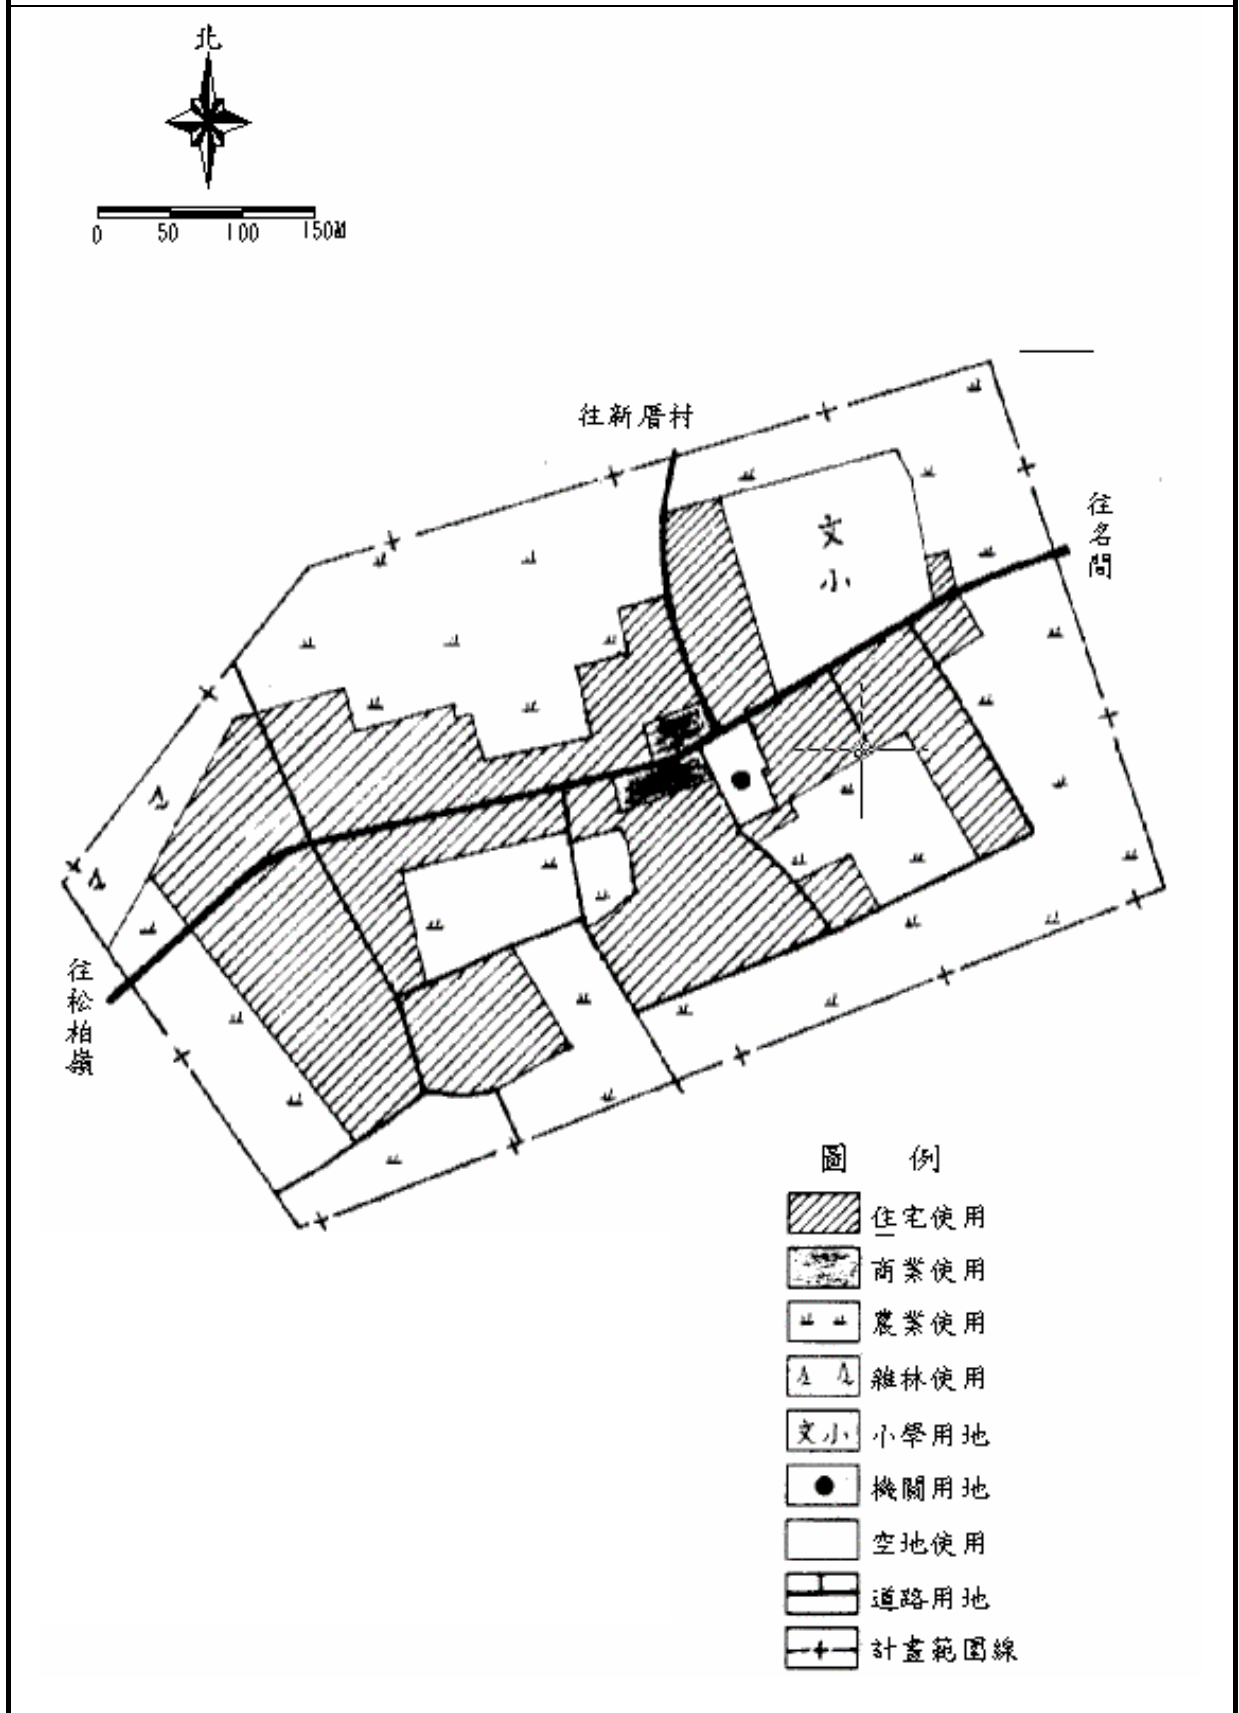 北
0 50 100 150M
往新厝村
往名間
文小
往松柏嶺
圖例
住宅使用
商業使用
農業使用
雜林使用
文小 小學用地
機關用地
空地使用
道路用地
計畫範圍線